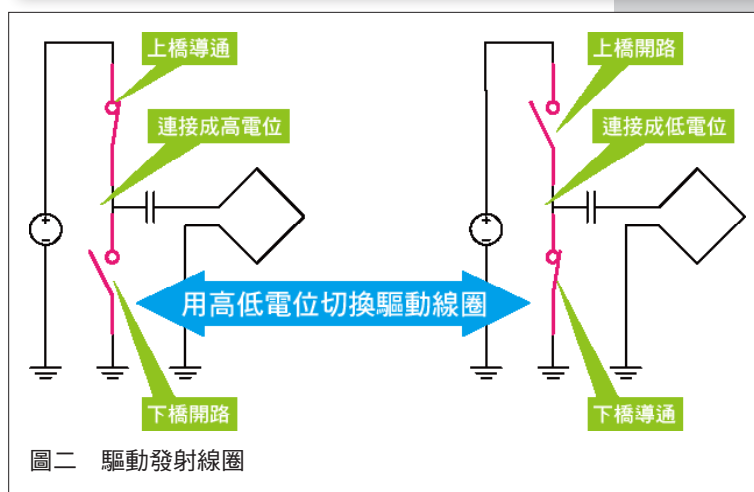 上橋導通
上橋開路
連接成高電位
連接成低電位
+
−
+
−
用高低電位切換驅動線圈
下橋開路
下橋導通
圖二 驅動發射線圈